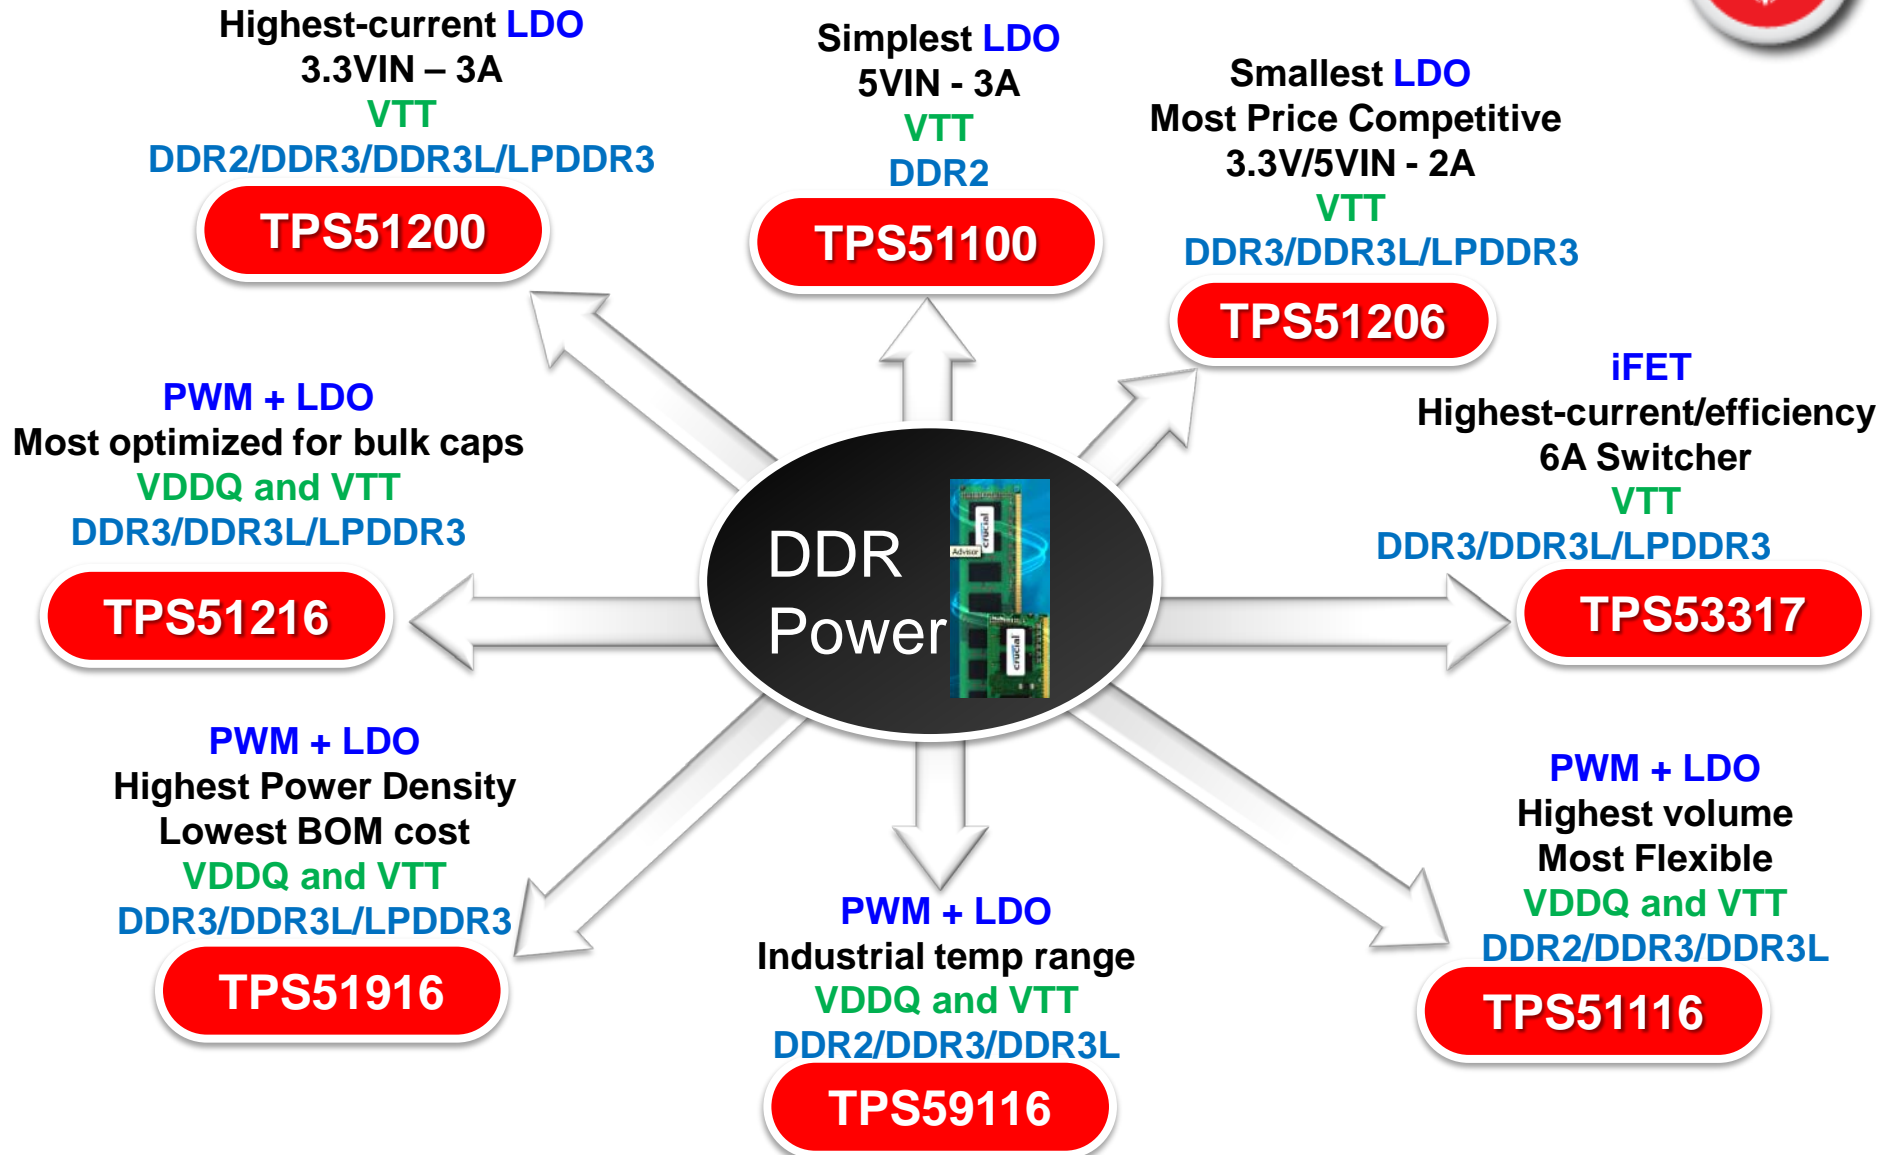 Highest-current LDO
3.3VIN – 3A
VTT
DDR2/DDR3/DDR3L/LPDDR3
TPS51200
Simplest LDO
5VIN - 3A
VTT
DDR2
TPS51100
Smallest LDO
Most Price Competitive
3.3V/5VIN - 2A
VTT
DDR3/DDR3L/LPDDR3
TPS51206
PWM + LDO
Most optimized for bulk caps
VDDQ and VTT
DDR3/DDR3L/LPDDR3
TPS51216
DDR
Power
crucial
Advisor
crucial
iFET
Highest-current/efficiency
6A Switcher
VTT
DDR3/DDR3L/LPDDR3
TPS53317
PWM + LDO
Highest Power Density
Lowest BOM cost
VDDQ and VTT
DDR3/DDR3L/LPDDR3
TPS51916
PWM + LDO
Industrial temp range
VDDQ and VTT
DDR2/DDR3/DDR3L
TPS59116
PWM + LDO
Highest volume
Most Flexible
VDDQ and VTT
DDR2/DDR3/DDR3L
TPS51116